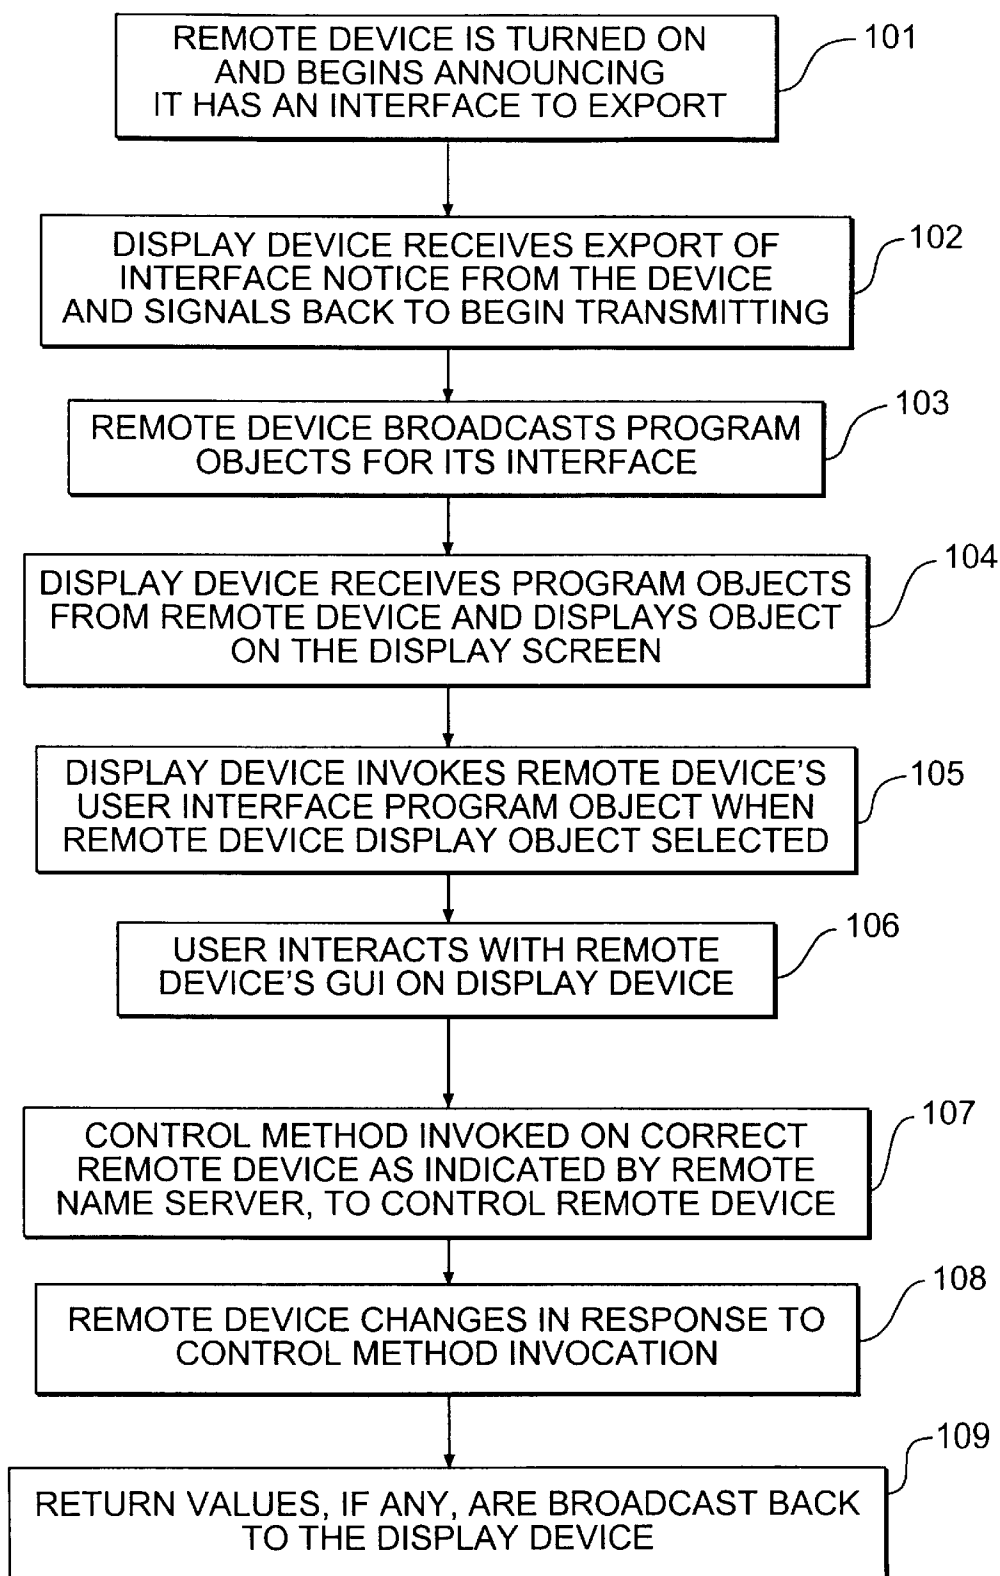 REMOTE DEVICE IS TURNED ON
AND BEGINS ANNOUNCING
IT HAS AN INTERFACE TO EXPORT
101
DISPLAY DEVICE RECEIVES EXPORT OF
INTERFACE NOTICE FROM THE DEVICE
AND SIGNALS BACK TO BEGIN TRANSMITTING
102
REMOTE DEVICE BROADCASTS PROGRAM
OBJECTS FOR ITS INTERFACE
103
DISPLAY DEVICE RECEIVES PROGRAM OBJECTS
FROM REMOTE DEVICE AND DISPLAYS OBJECT
ON THE DISPLAY SCREEN
104
DISPLAY DEVICE INVOKES REMOTE DEVICE'S
USER INTERFACE PROGRAM OBJECT WHEN
REMOTE DEVICE DISPLAY OBJECT SELECTED
105
USER INTERACTS WITH REMOTE
DEVICE'S GUI ON DISPLAY DEVICE
106
CONTROL METHOD INVOKED ON CORRECT
REMOTE DEVICE AS INDICATED BY REMOTE
NAME SERVER, TO CONTROL REMOTE DEVICE
107
REMOTE DEVICE CHANGES IN RESPONSE TO
CONTROL METHOD INVOCATION
108
RETURN VALUES, IF ANY, ARE BROADCAST BACK
TO THE DISPLAY DEVICE
109